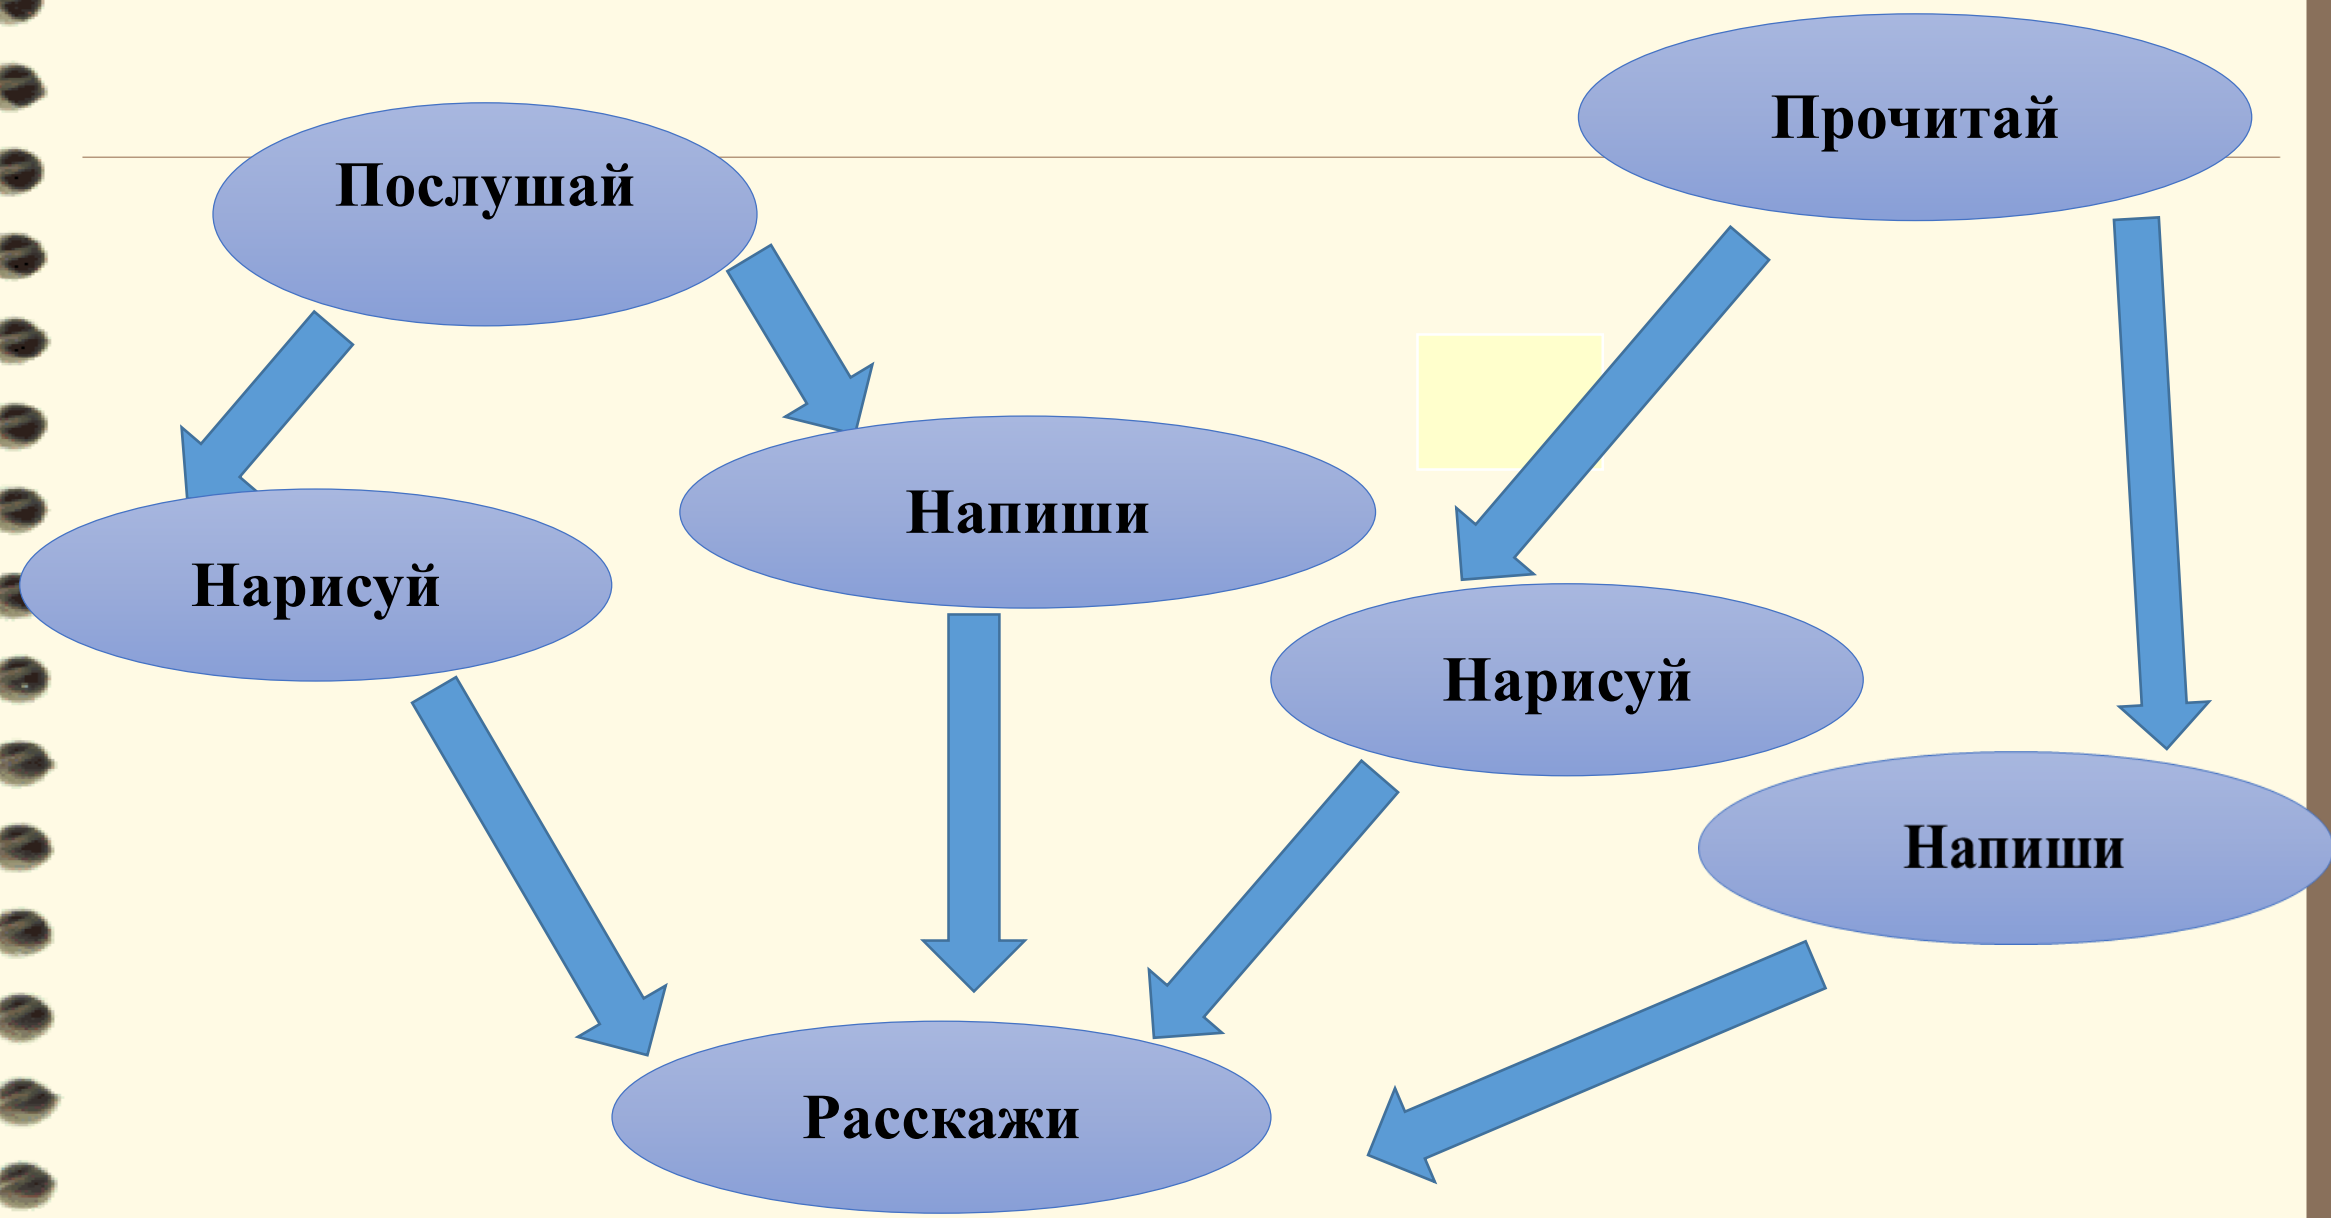 Прочитай
Послушай
Напиши
Нарисуй
Нарисуй
Напиши
Расскажи